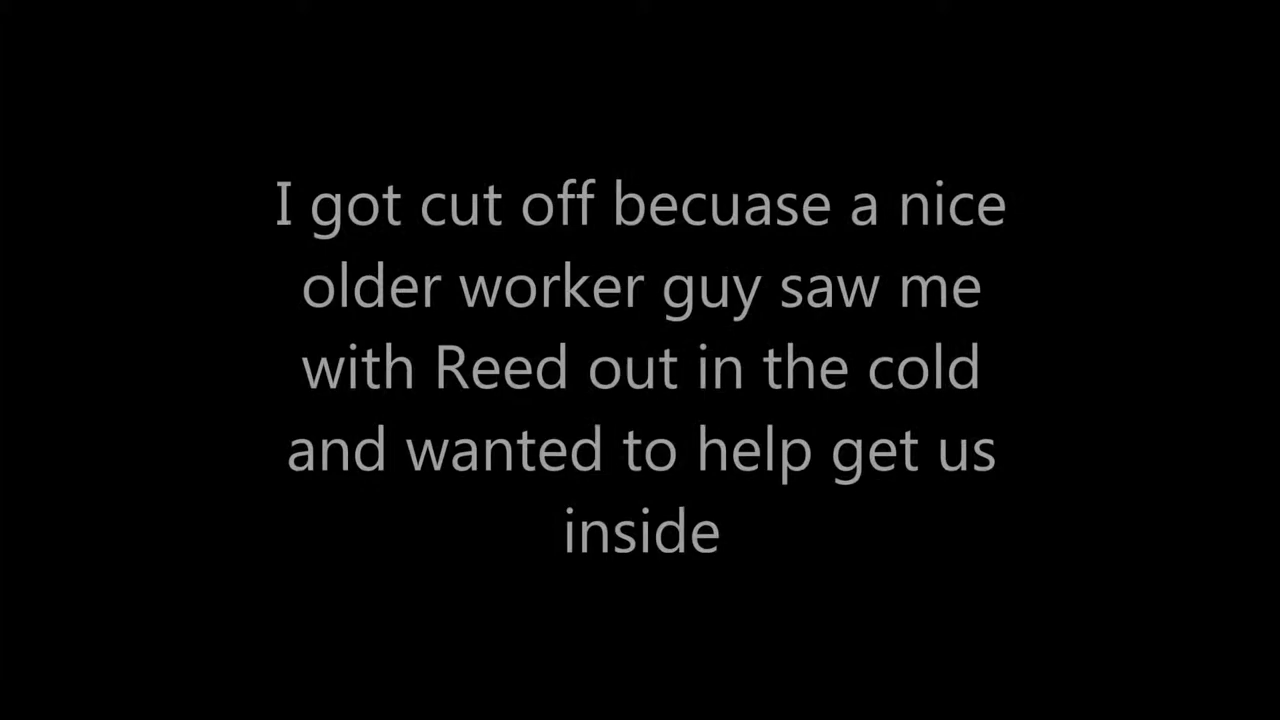 I got cut off becuase a nice
older worker guy saw me
with Reed out in the cold
and wanted to help get us
inside